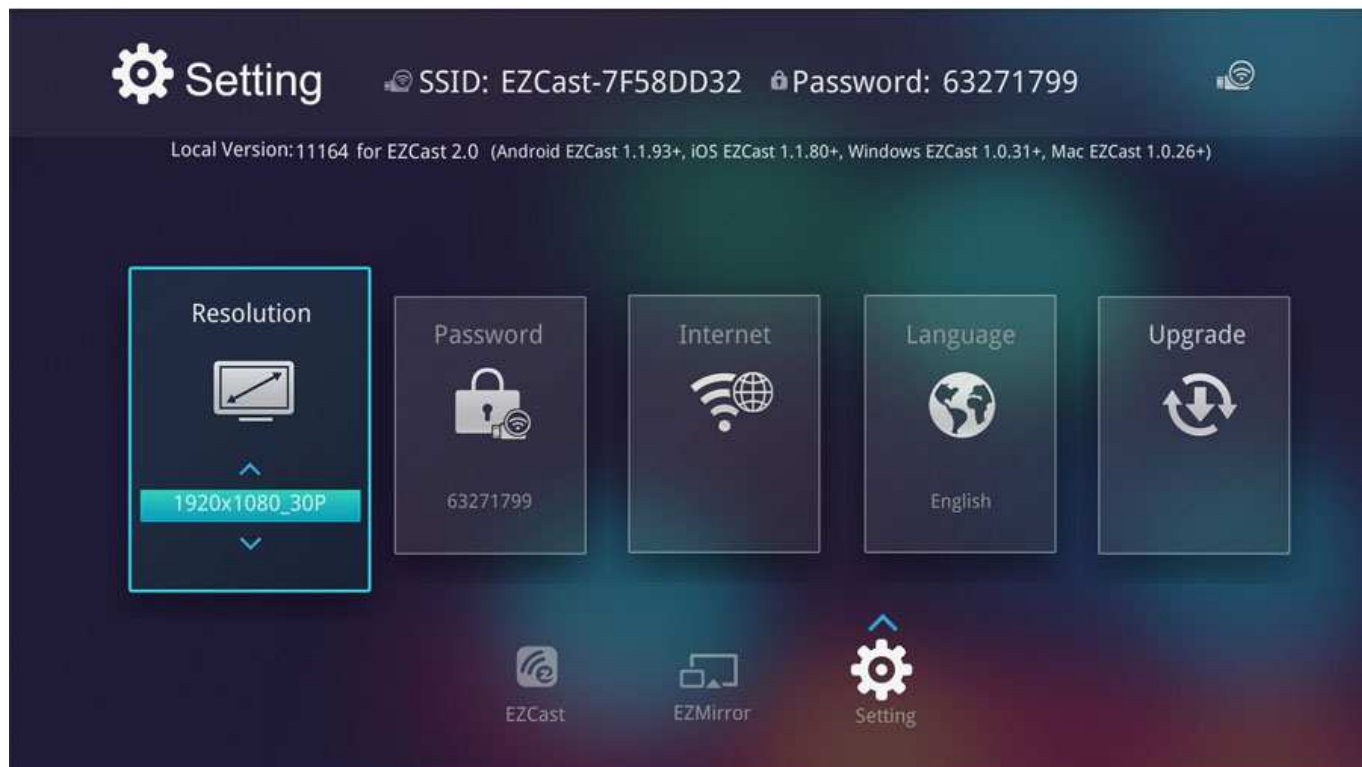 Setting SSID: EZCast-7F58DD32 Password: 63271799
Local Version:11164 for EZCast 2.0 (Android EZCast 1.1.93+, iOS EZCast 1.1.80+, Windows EZCast 1.0.31+, Mac EZCast 1.0.26+)
Resolution
1920x1080_30P
Password
63271799
Internet
Language
English
Upgrade
EZCast
EZMirror
Setting